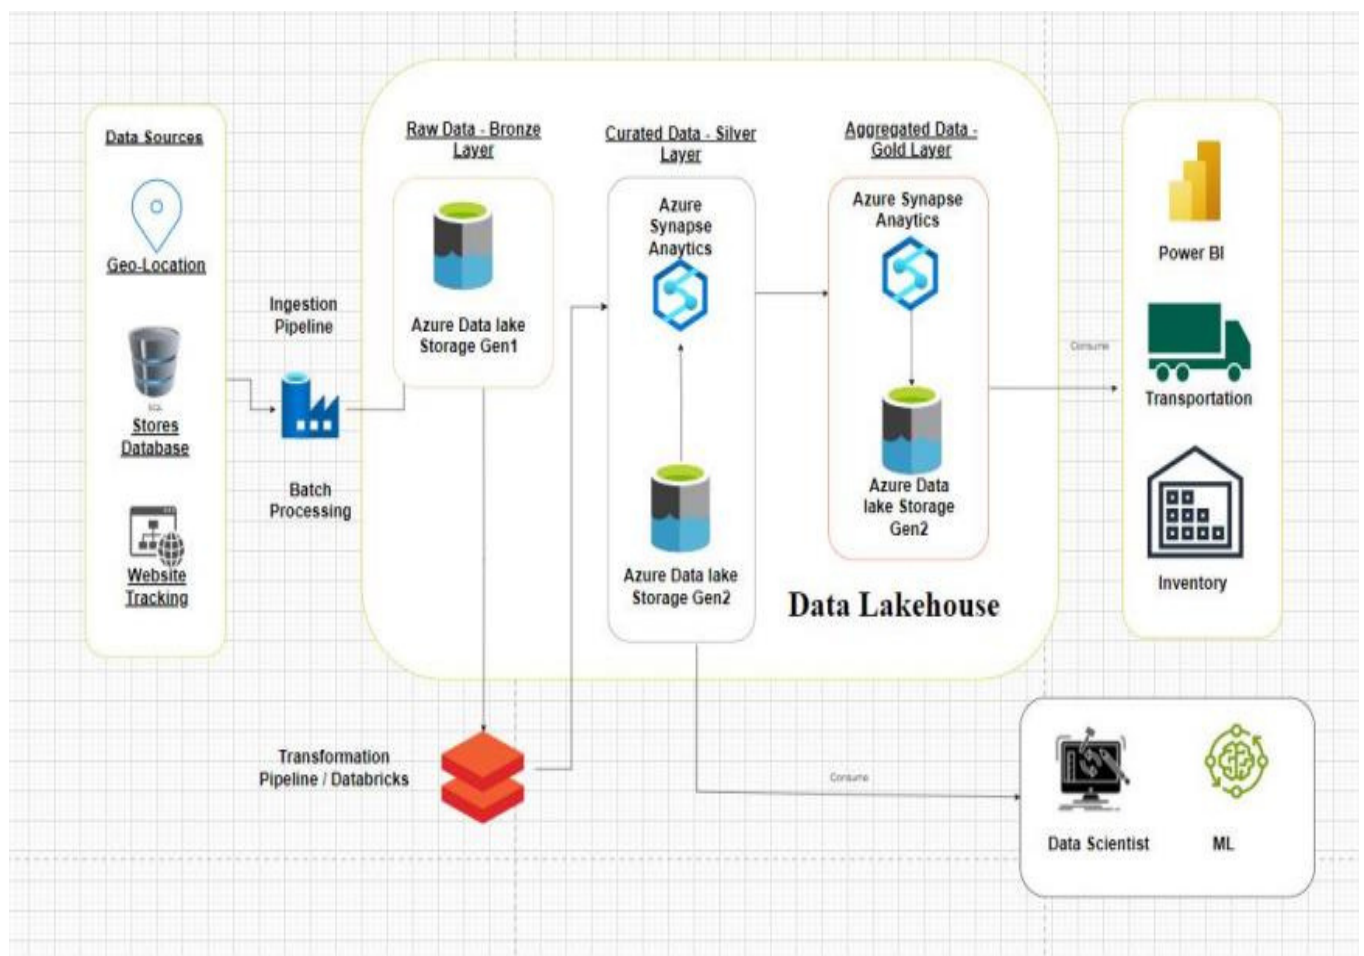 Data Sources
Geo-Location
SQL
Stores
Database
Website
Tracking
Ingestion
Pipeline
Batch
Processing
Raw Data - Bronze
Layer
Azure Data lake
Storage Gen1
Curated Data - Silver
Layer
Azure
Synapse
Anaytics
Azure Data lake
Storage Gen2
Aggregated Data -
Gold Layer
Azure Synapse
Anaytics
Azure Data
lake Storage
Gen2
Data Lakehouse
Consume
Power BI
Transportation
Inventory
Transformation
Pipeline / Databricks
Consume
Data Scientist
ML